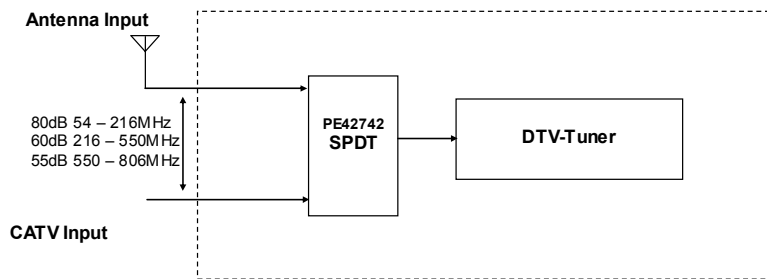 Antenna Input
80dB 54 – 216MHz
60dB 216 – 550MHz
55dB 550 – 806MHz
PE42742
SPDT
DTV-Tuner
CATV Input